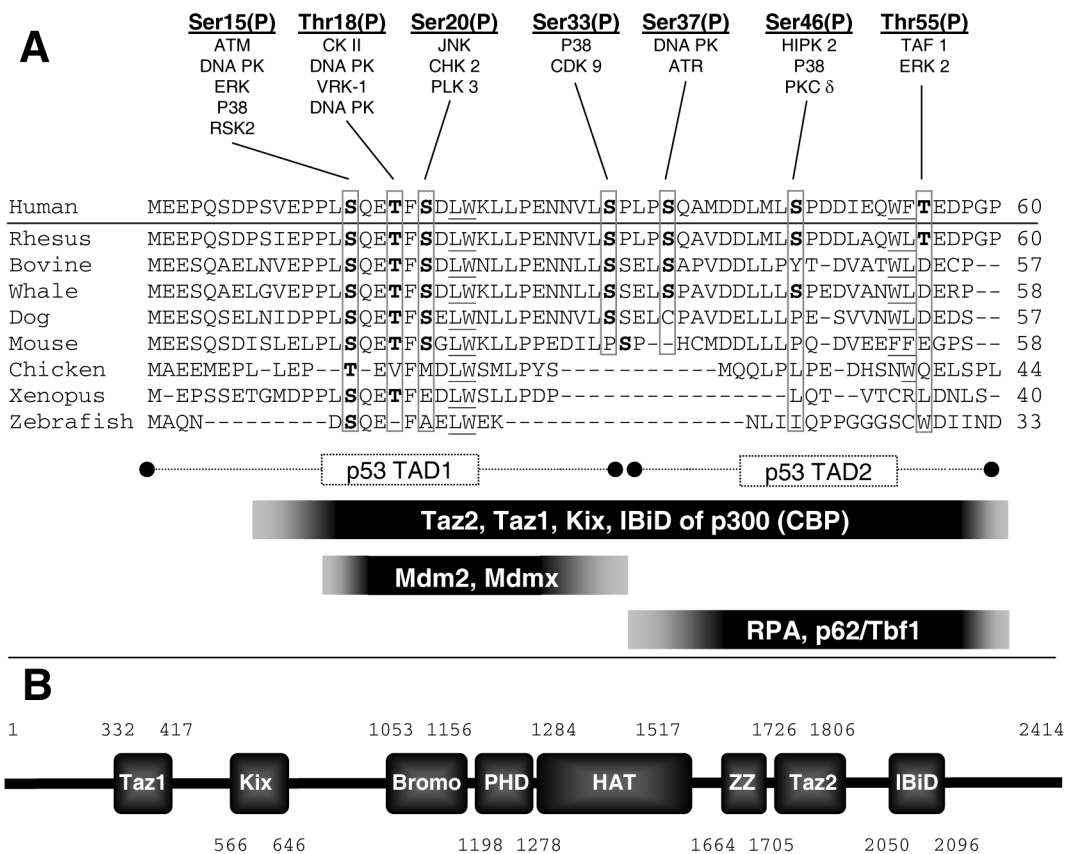 A
Ser15(P) Thr18(P) Ser20(P) Ser33(P) Ser37(P) Ser46(P) Thr55(P)
ATM CK II JNK P38 DNA PK HIPK 2 TAF 1
DNA PK DNA PK CHK 2 CDK 9 ATR P38 ERK 2
ERK VRK-1 PLK 3 PKC δ
P38 DNA PK
RSK2
Human MEEPQSDPSVEPPLSQETFSDLWKLLPENNVLSPLPSQAMDDLMLSPDDIEQWFTEDPGP 60
Rhesus MEEPQSDPSIEPPLSQETFSDLWKLLPENNVLSPLPSQAVDDLMLSPDDLAQWLTEDPGP 60
Bovine MEESQAELNVEPPLSQETFSDLWNLLPENNLLSSELSAPVDDLLPYT-DVATWLDECP-- 57
Whale MEESQAELGVEPPLSQETFSDLWKLLPENNLLSSELSPAVDDLLLSPEDVANWLDERP-- 58
Dog MEESQSELNIDPPLSQETFSELWNLLPENNVLSSELCPAVDELLLPE-SVVNWLDEDS-- 57
Mouse MEESQSDISLELPLSQETFSGLWKLLPPEDILPSP-HCMDDLLLPQ-DVEEFFEGPS-- 58
Chicken MAEEMEPL-LEP--T-EVFMDLWSMLPYS-----------MQQLPLPE-DHSNWQELSPL 44
Xenopus M-EPSSETGMDPPLSQETFEDLWSLLPDP---------------LQT--VTCRLDNLS-- 40
Zebrafish MAQN--------DSQE-FAELWEK----------------NLIIQPPGGGSCWDIIND 33
p53 TAD1 p53 TAD2
Taz2, Taz1, Kix, IBiD of p300 (CBP)
Mdm2, Mdmx
RPA, p62/Tbf1
B
1 332 417 1053 1156 1284 1517 1726 1806 2414
Taz1 Kix Bromo PHD HAT ZZ Taz2 IBiD
566 646 1198 1278 1664 1705 2050 2096